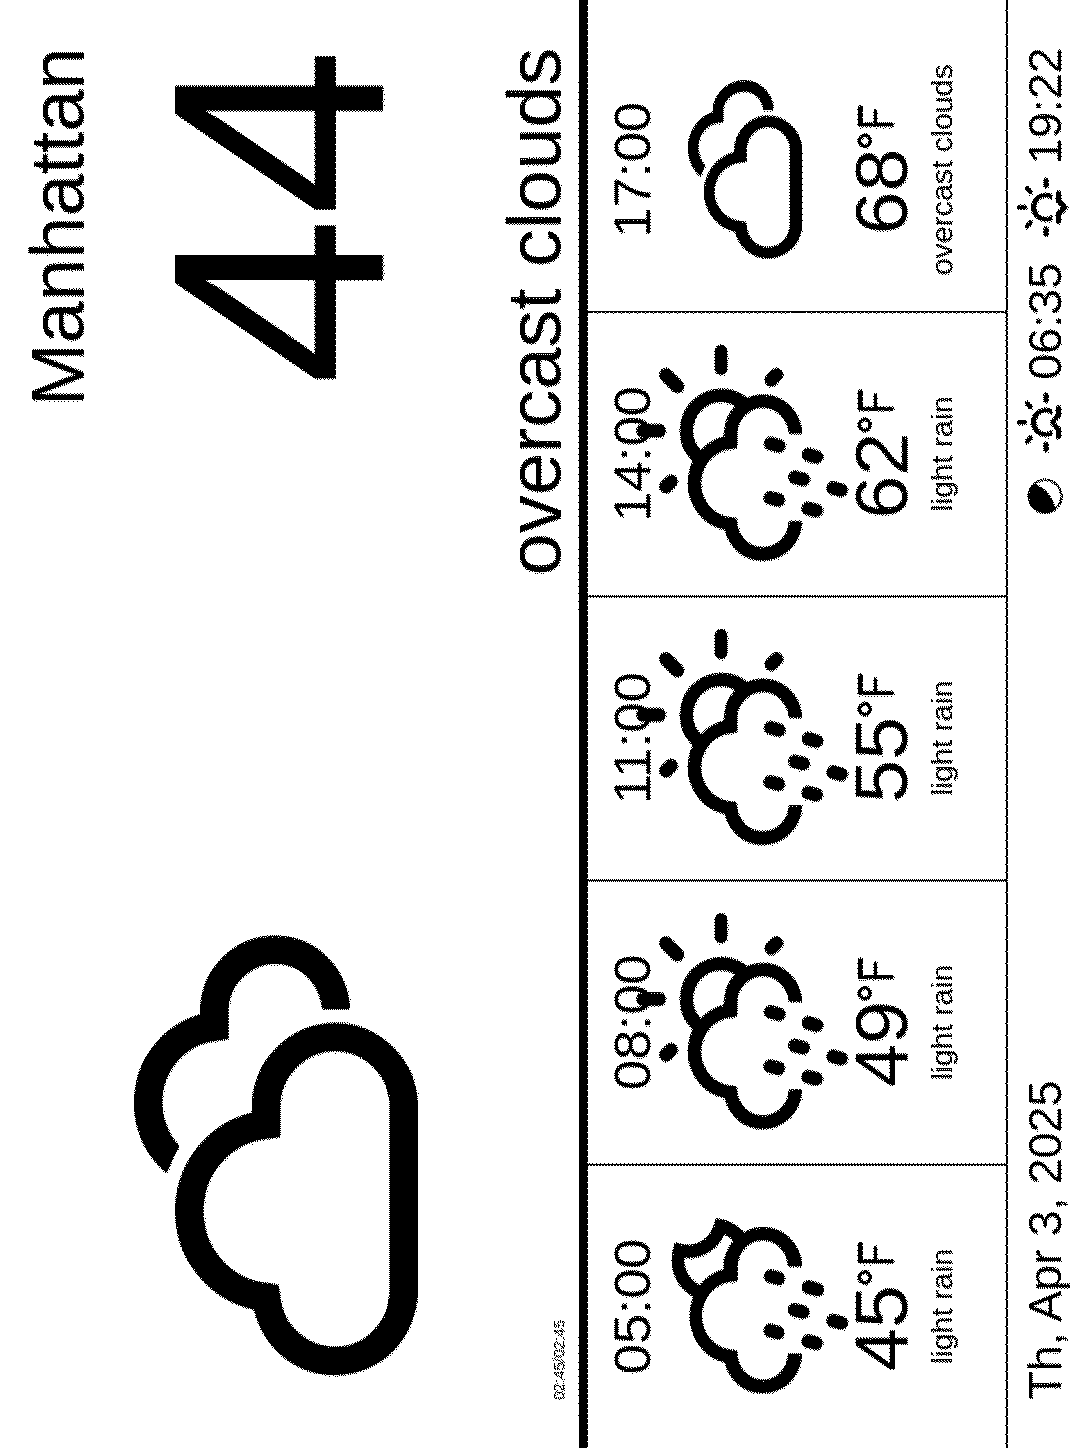 Manhattan
44
overcast clouds
02:45/02:45
05:00
45°F
light rain
08:00
49°F
light rain
11:00
55°F
light rain
14:00
62°F
light rain
17:00
68°F
overcast clouds
Th, Apr 3, 2025
06:35
19:22